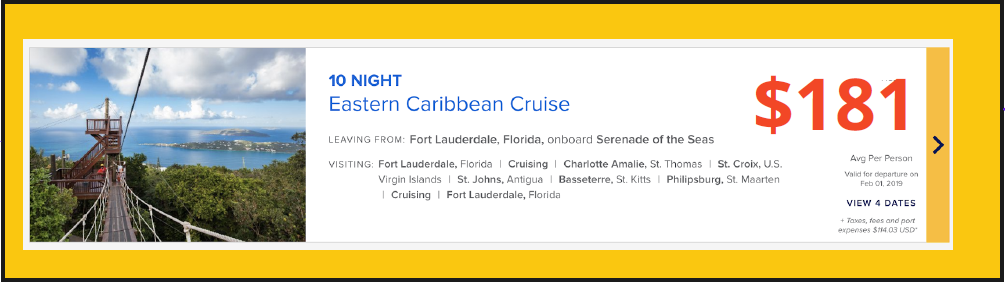 10 NIGHT
Eastern Caribbean Cruise
$181
LEAVING FROM: Fort Lauderdale, Florida, onboard Serenade of the Seas
VISITING: Fort Lauderdale, Florida | Cruising | Charlotte Amalie, St. Thomas | St. Croix, U.S.
Virgin Islands | St. Johns, Antigua | Basseterre, St. Kitts | Philipsburg, St. Maarten
| Cruising | Fort Lauderdale, Florida
Avg Per Person
Valid for departure on
Feb 01, 2019
VIEW 4 DATES
+ Taxes, fees and port
expenses $114.03 USD*